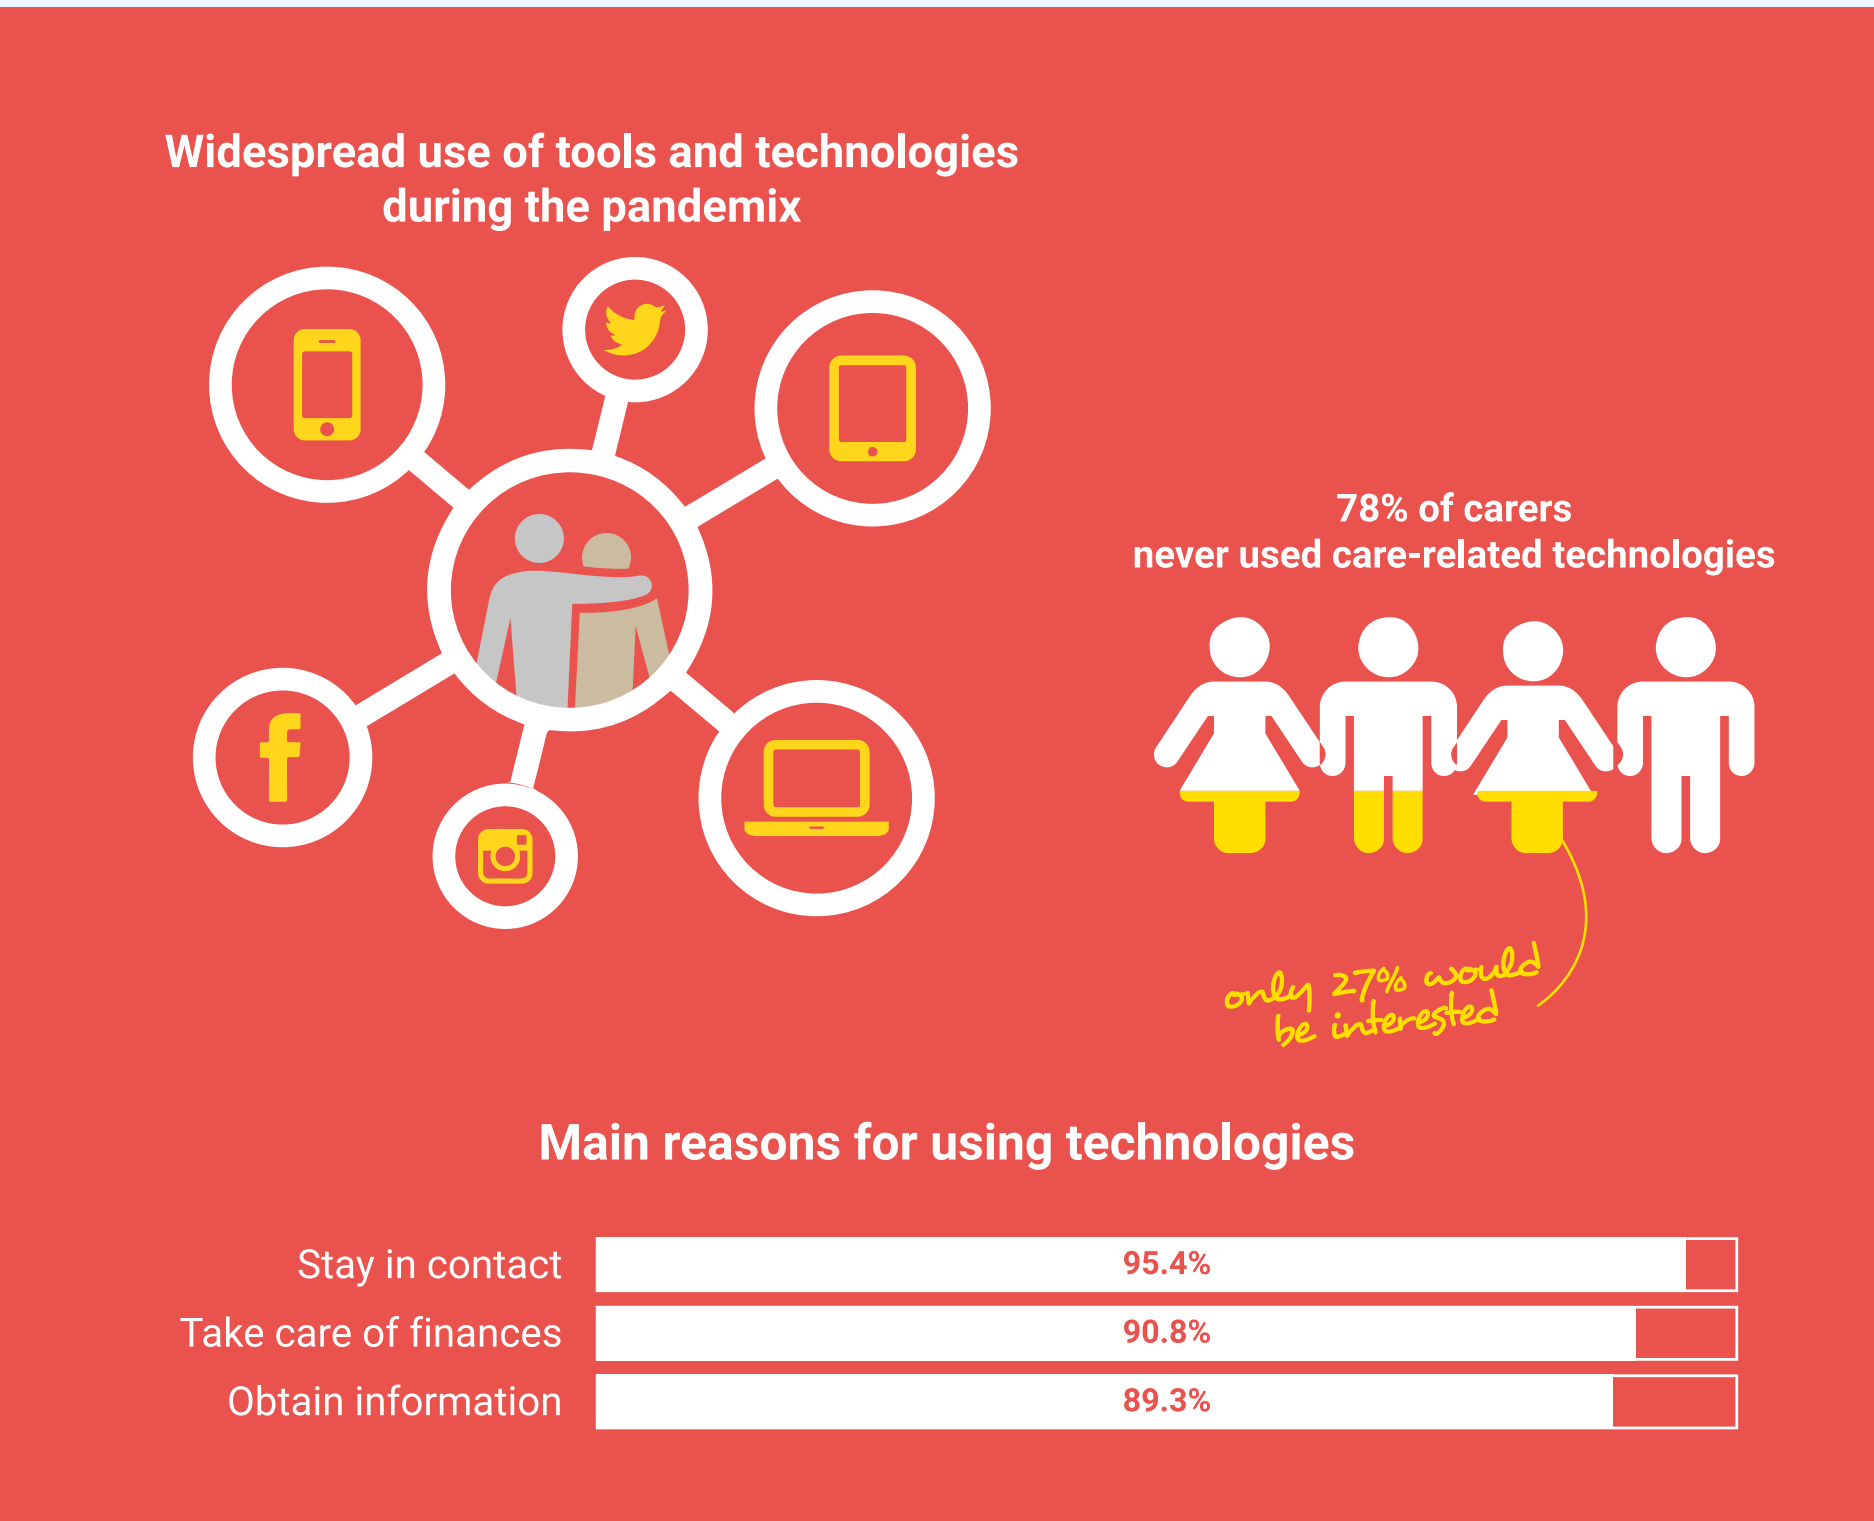 Widespread use of tools and technologies
during the pandemix
78% of carers
never used care-related technologies
only 27% would
be interested
Main reasons for using technologies
Stay in contact 95.4%
Take care of finances 90.8%
Obtain information 89.3%